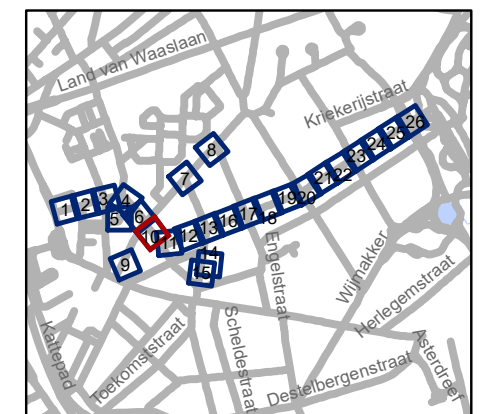 Land van Waaslaan
Kriekerijstraat
8
26
25
24
23
7
22
21
3
4
2
1
20
19
5
6
17
18
16
13
12
10
11
14
9
15
Engelstraat
Wijmakker
Herlegemstraat
Kattepad
Toekomststraat
Scheldestraat
Asterdreef
Destelbergenstraat